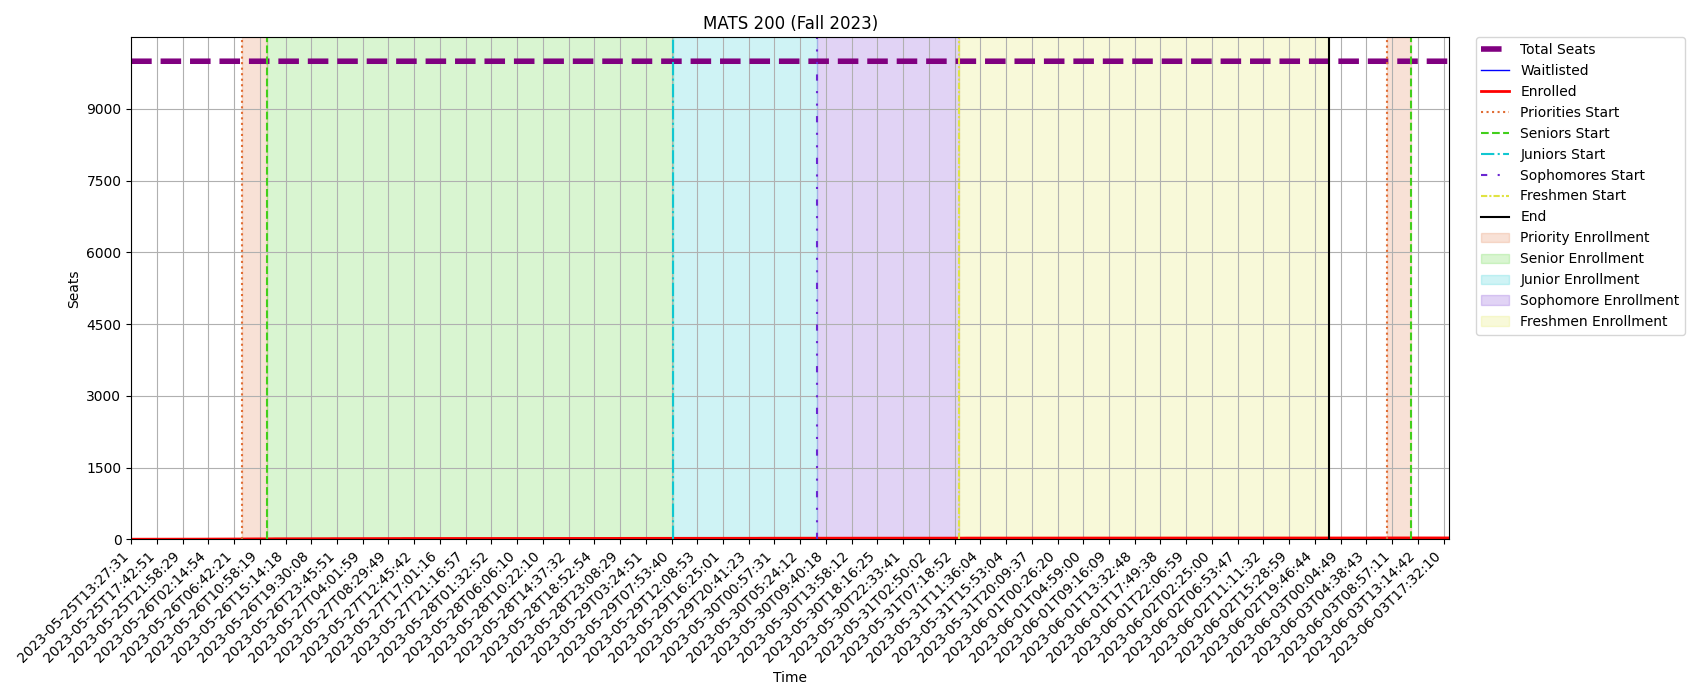 MATS 200 (Fall 2023)
Total Seats
Waitlisted
Enrolled
Priorities Start
Seniors Start
Juniors Start
Sophomores Start
Freshmen Start
End
Priority Enrollment
Senior Enrollment
Junior Enrollment
Sophomore Enrollment
Freshmen Enrollment
Seats
9000
7500
6000
4500
3000
1500
0
2023-05-25T13:27:31
2023-05-25T17:42:51
2023-05-25T21:58:29
2023-05-26T02:14:54
2023-05-26T06:42:21
2023-05-26T10:58:19
2023-05-26T15:14:18
2023-05-26T19:30:08
2023-05-26T23:45:51
2023-05-27T04:01:59
2023-05-27T08:29:49
2023-05-27T12:45:42
2023-05-27T17:01:16
2023-05-27T21:16:57
2023-05-28T01:32:52
2023-05-28T06:06:10
2023-05-28T10:22:10
2023-05-28T14:37:32
2023-05-28T18:52:54
2023-05-28T23:08:29
2023-05-29T03:24:51
2023-05-29T07:53:40
2023-05-29T12:08:53
2023-05-29T16:25:01
2023-05-29T20:41:23
2023-05-30T00:57:31
2023-05-30T05:24:12
2023-05-30T09:40:18
2023-05-30T13:58:12
2023-05-30T18:16:25
2023-05-30T22:33:41
2023-05-31T02:50:02
2023-05-31T07:18:52
2023-05-31T11:36:04
2023-05-31T15:53:04
2023-05-31T20:09:37
2023-06-01T00:26:20
2023-06-01T04:59:00
2023-06-01T09:16:09
2023-06-01T13:32:48
2023-06-01T17:49:38
2023-06-01T22:06:59
2023-06-02T02:25:00
2023-06-02T06:53:47
2023-06-02T11:11:32
2023-06-02T15:28:59
2023-06-02T19:46:44
2023-06-03T00:04:49
2023-06-03T04:38:43
2023-06-03T08:57:11
2023-06-03T13:14:42
2023-06-03T17:32:10
Time